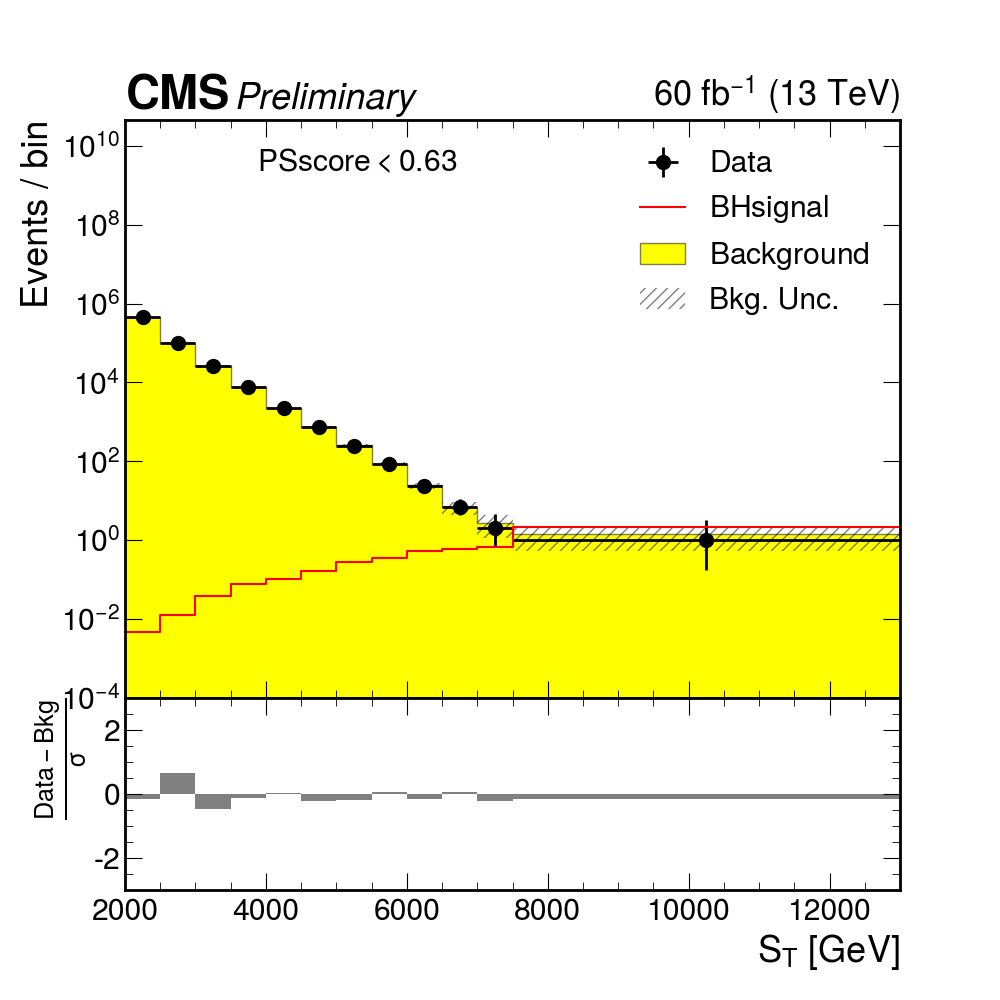 CMS Preliminary 60 fb⁻¹ (13 TeV)
Events / bin
PSscore < 0.63
Data
BHsignal
Background
Bkg. Unc.
10¹⁰
10⁸
10⁶
10⁴
10²
10⁰
10⁻²
10⁻⁴
Data – Bkg
σ
2
0
-2
2000 4000 6000 8000 10000 12000
S_T [GeV]